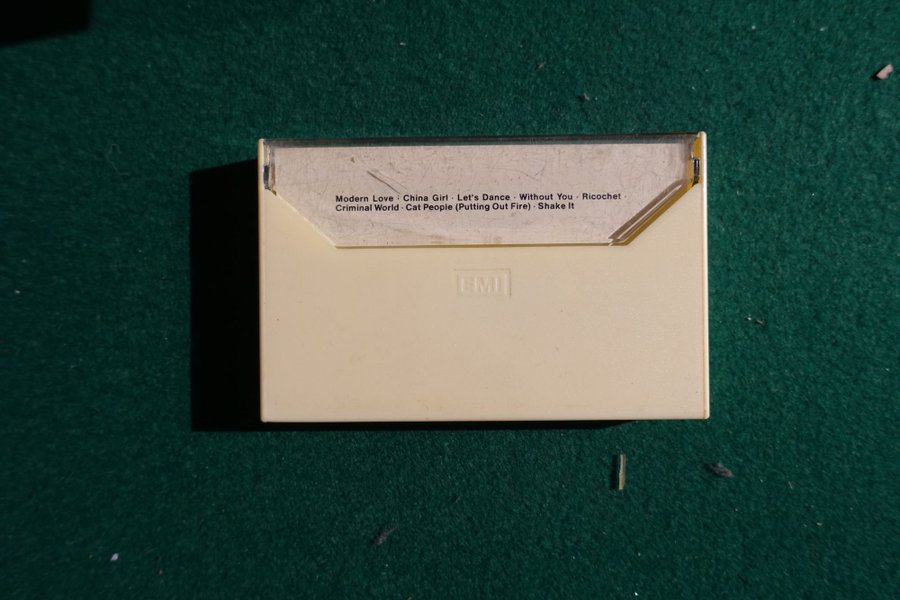 Modern Love · China Girl · Let's Dance · Without You · Ricochet ·
Criminal World · Cat People (Putting Out Fire) · Shake It
EMI